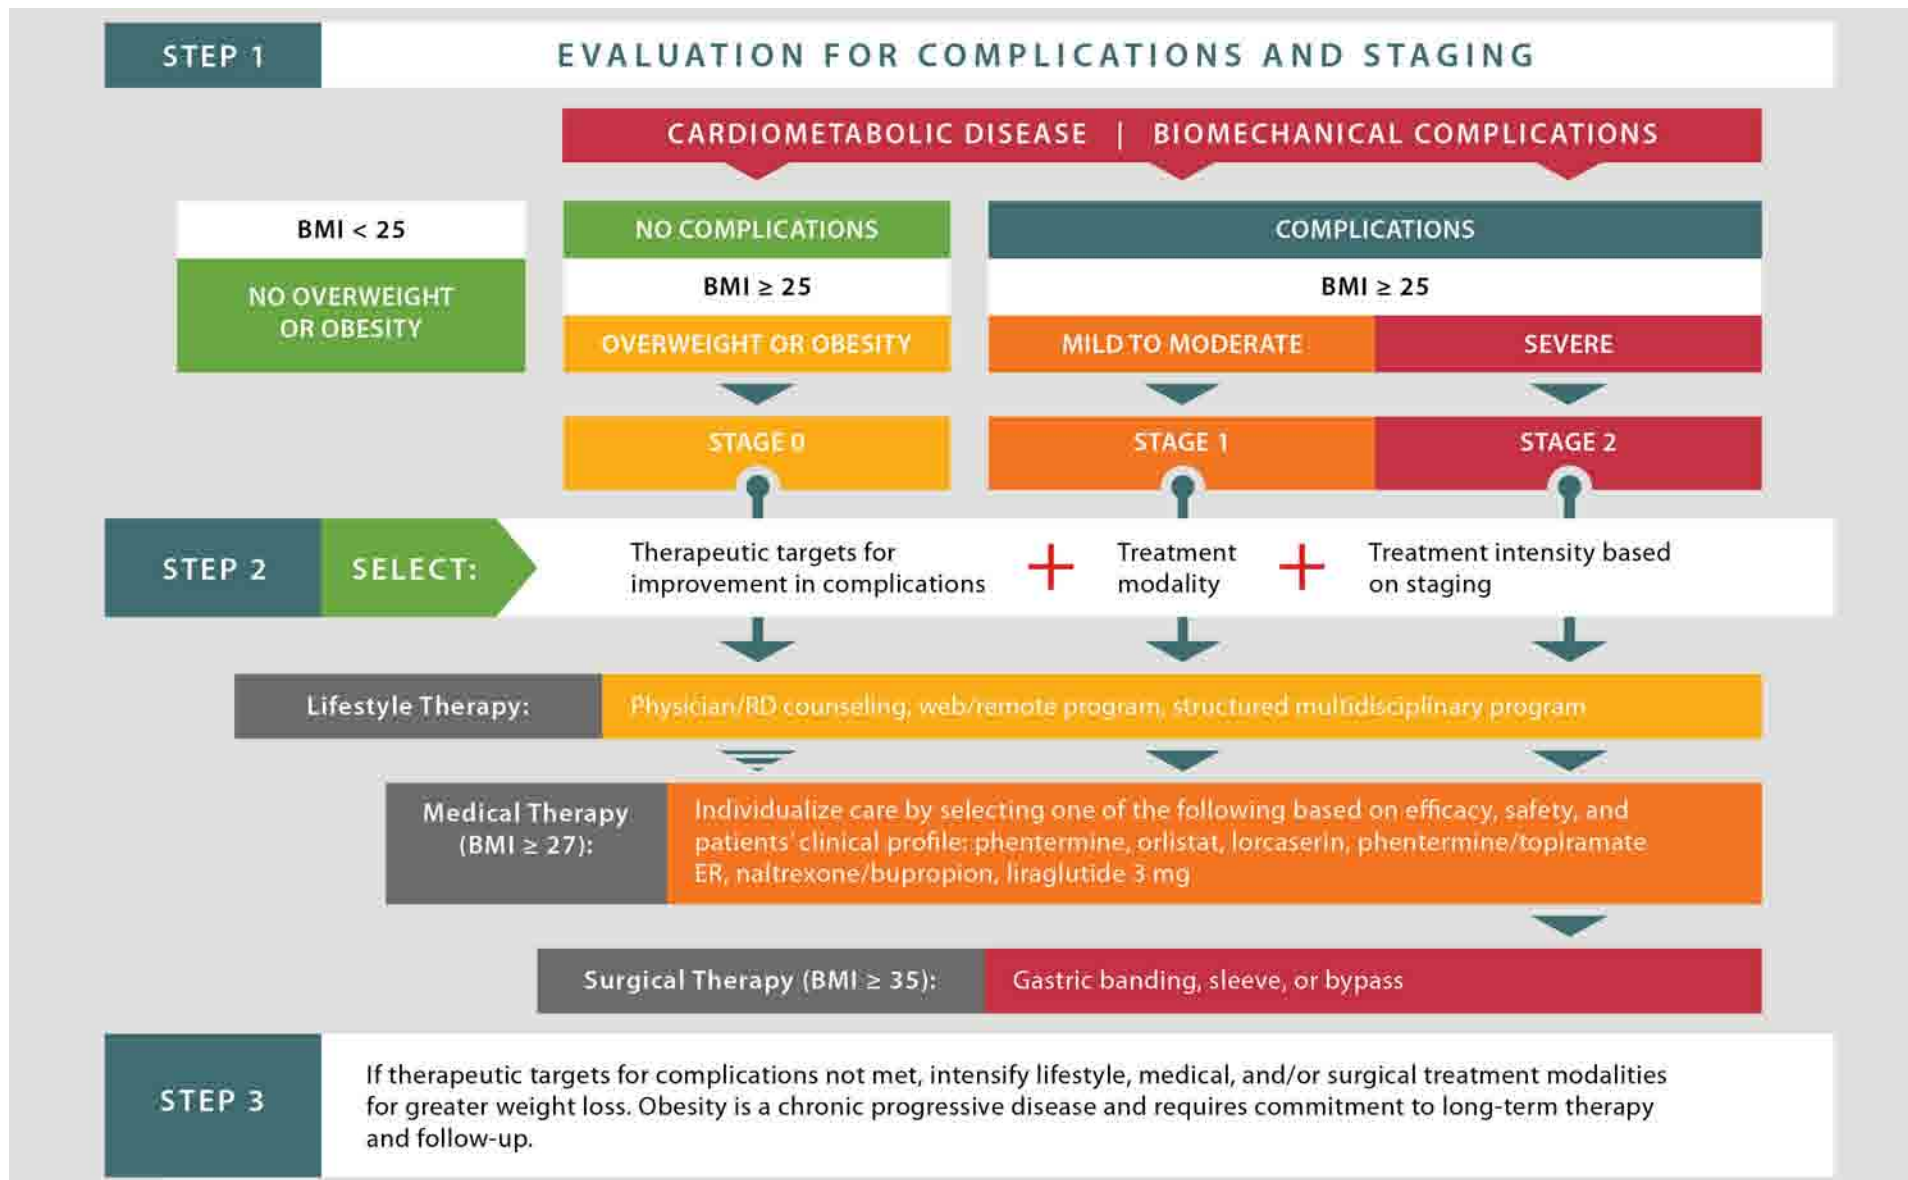 STEP 1
EVALUATION FOR COMPLICATIONS AND STAGING
CARDIOMETABOLIC DISEASE | BIOMECHANICAL COMPLICATIONS
BMI < 25
NO OVERWEIGHT
OR OBESITY
NO COMPLICATIONS
BMI ≥ 25
OVERWEIGHT OR OBESITY
STAGE 0
COMPLICATIONS
BMI ≥ 25
MILD TO MODERATE
SEVERE
STAGE 1
STAGE 2
STEP 2
SELECT:
Therapeutic targets for
improvement in complications
+
Treatment
modality
+
Treatment intensity based
on staging
Lifestyle Therapy:
Physician/RD counseling, web/remote program, structured multidisciplinary program
Medical Therapy
(BMI ≥ 27):
Individualize care by selecting one of the following based on efficacy, safety, and
patients' clinical profile: phentermine, orlistat, lorcaserin, phentermine/topiramate
ER, naltrexone/bupropion, liraglutide 3 mg
Surgical Therapy (BMI ≥ 35):
Gastric banding, sleeve, or bypass
STEP 3
If therapeutic targets for complications not met, intensify lifestyle, medical, and/or surgical treatment modalities
for greater weight loss. Obesity is a chronic progressive disease and requires commitment to long-term therapy
and follow-up.